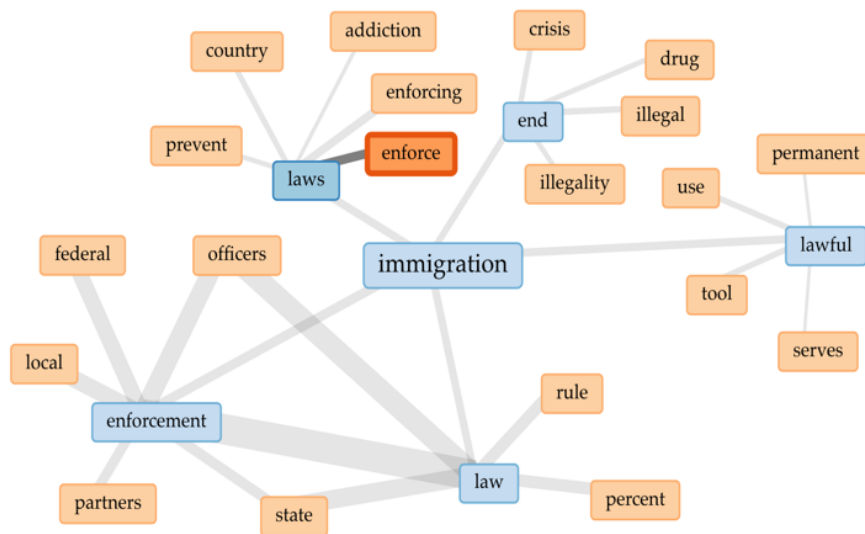 crisis
addiction
country
drug
enforcing
illegal
end
prevent
enforce
permanent
laws
illegality
use
lawful
federal
officers
immigration
tool
local
serves
rule
enforcement
law
percent
partners
state